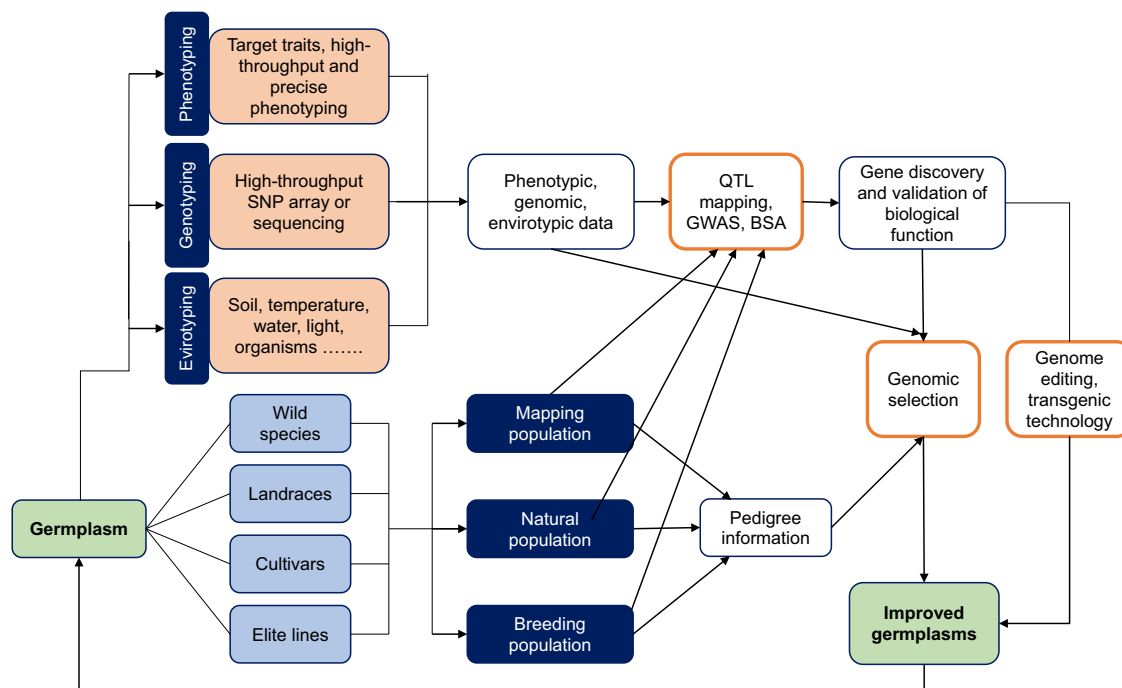 Phenotyping
Target traits, high-
throughput and
precise
phenotyping
Genotyping
High-throughput
SNP array or
sequencing
Evirotyping
Soil, temperature,
water, light,
organisms …….
Phenotypic,
genomic,
envirotypic data
QTL
mapping,
GWAS, BSA
Gene discovery
and validation of
biological
function
Genomic
selection
Genome
editing,
transgenic
technology
Wild
species
Landraces
Cultivars
Elite lines
Germplasm
Mapping
population
Natural
population
Breeding
population
Pedigree
information
Improved
germplasms